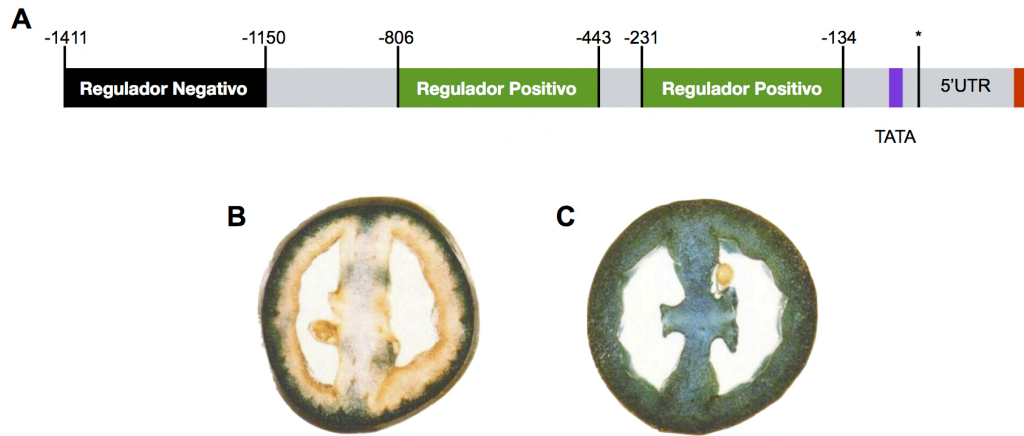 A
-1411 -1150 -806 -443 -231 -134 *
Regulador Negativo Regulador Positivo Regulador Positivo 5'UTR
TATA
B C